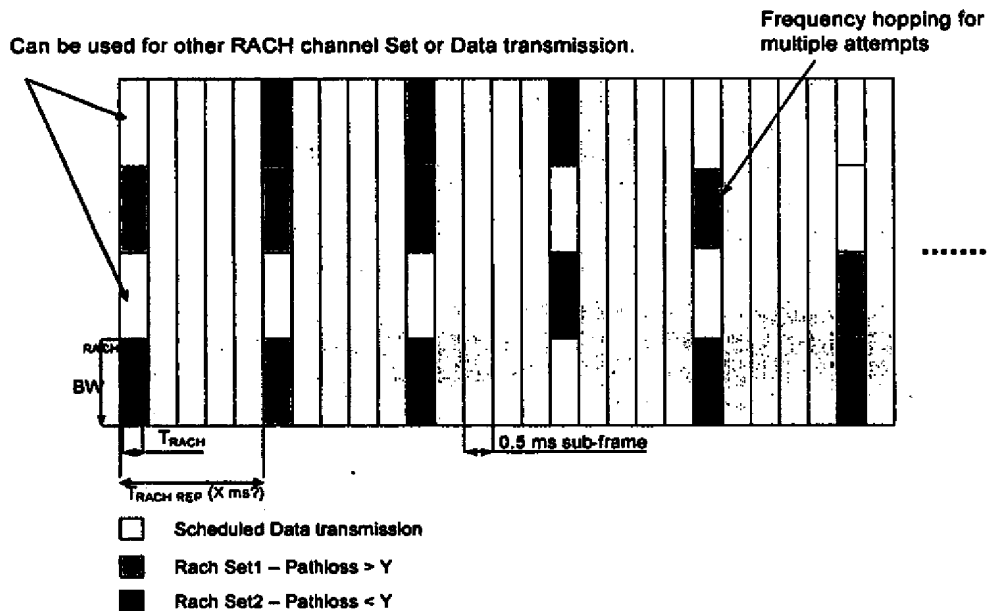 Frequency hopping for
multiple attempts
Can be used for other RACH channel Set or Data transmission.
........
RACH
BW
TRACH
0.5 ms sub-frame
TRACH REP (X ms?)
Scheduled Data transmission
Rach Set1 – Pathloss > Y
Rach Set2 – Pathloss < Y